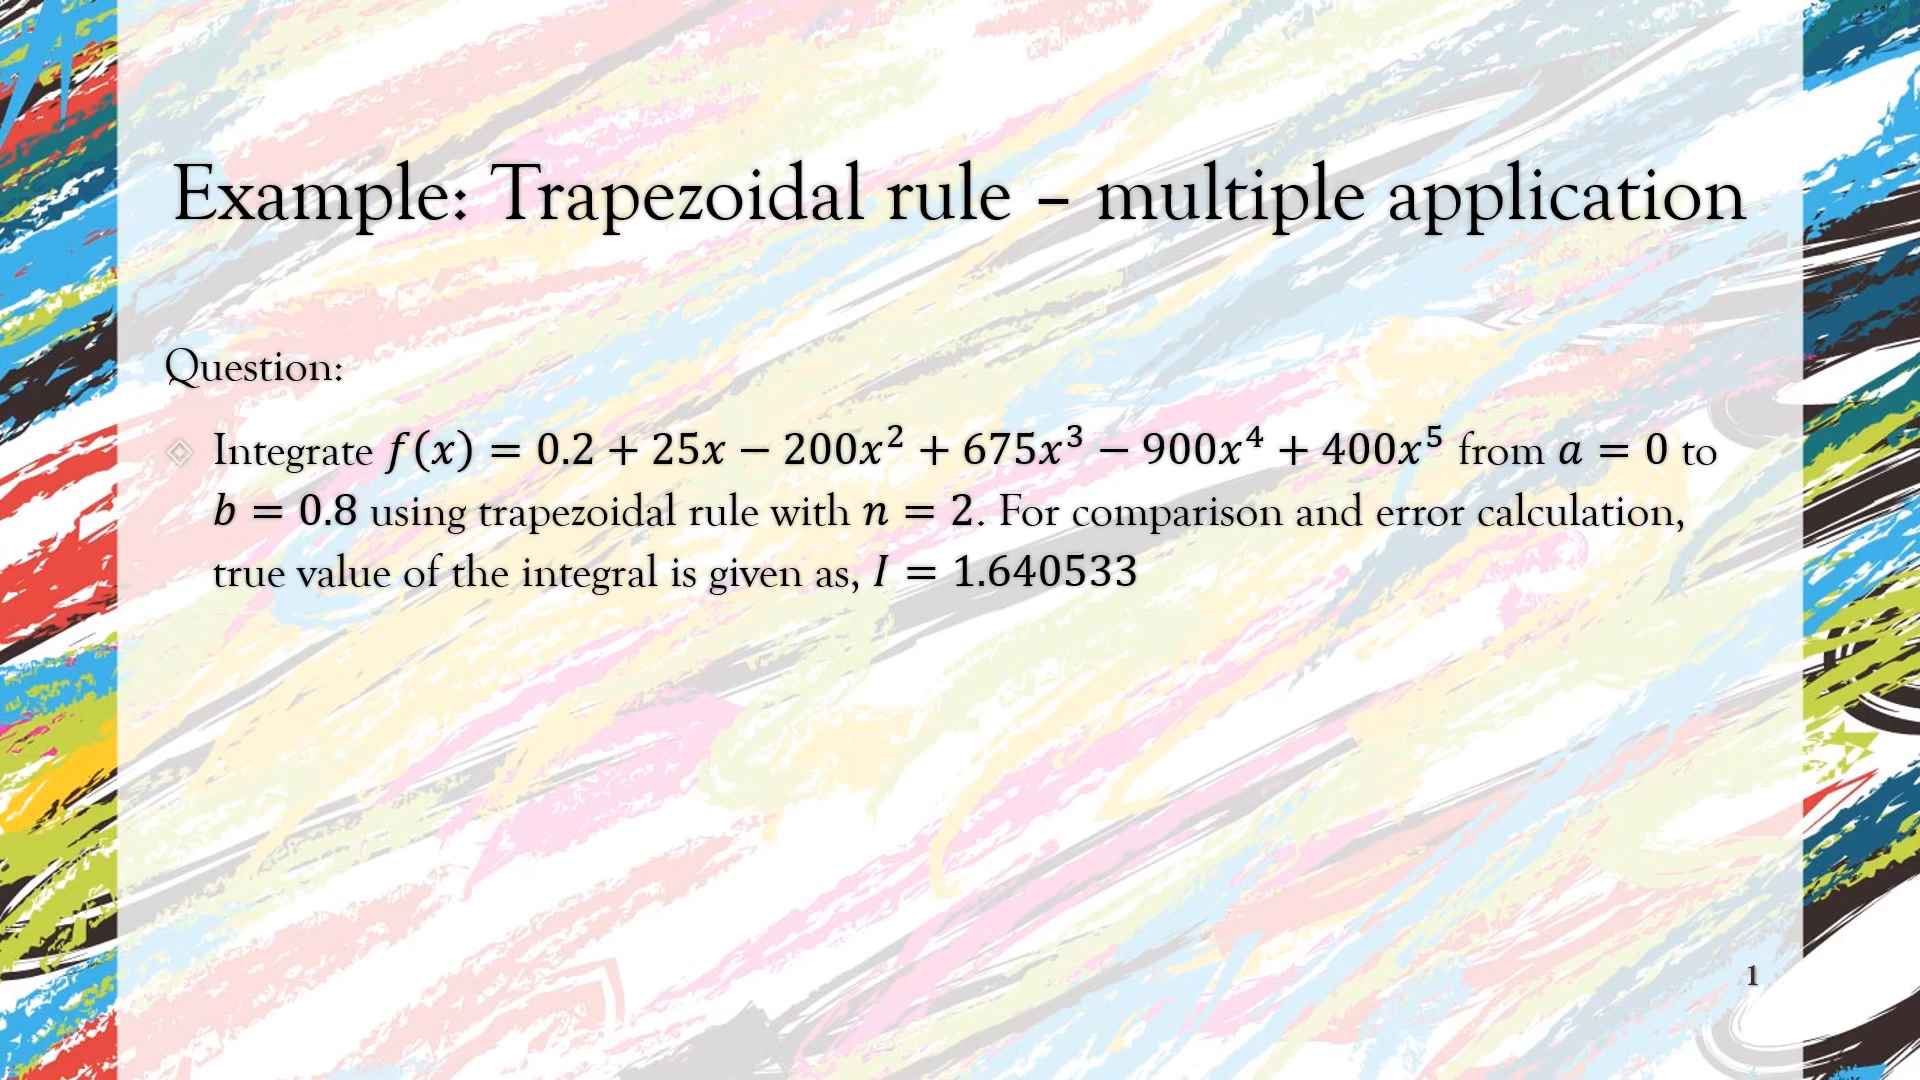 Example: Trapezoidal rule – multiple application
Question:
Integrate f(x) = 0.2 + 25x − 200x² + 675x³ − 900x⁴ + 400x⁵ from a = 0 to
b = 0.8 using trapezoidal rule with n = 2. For comparison and error calculation,
true value of the integral is given as, I = 1.640533
1